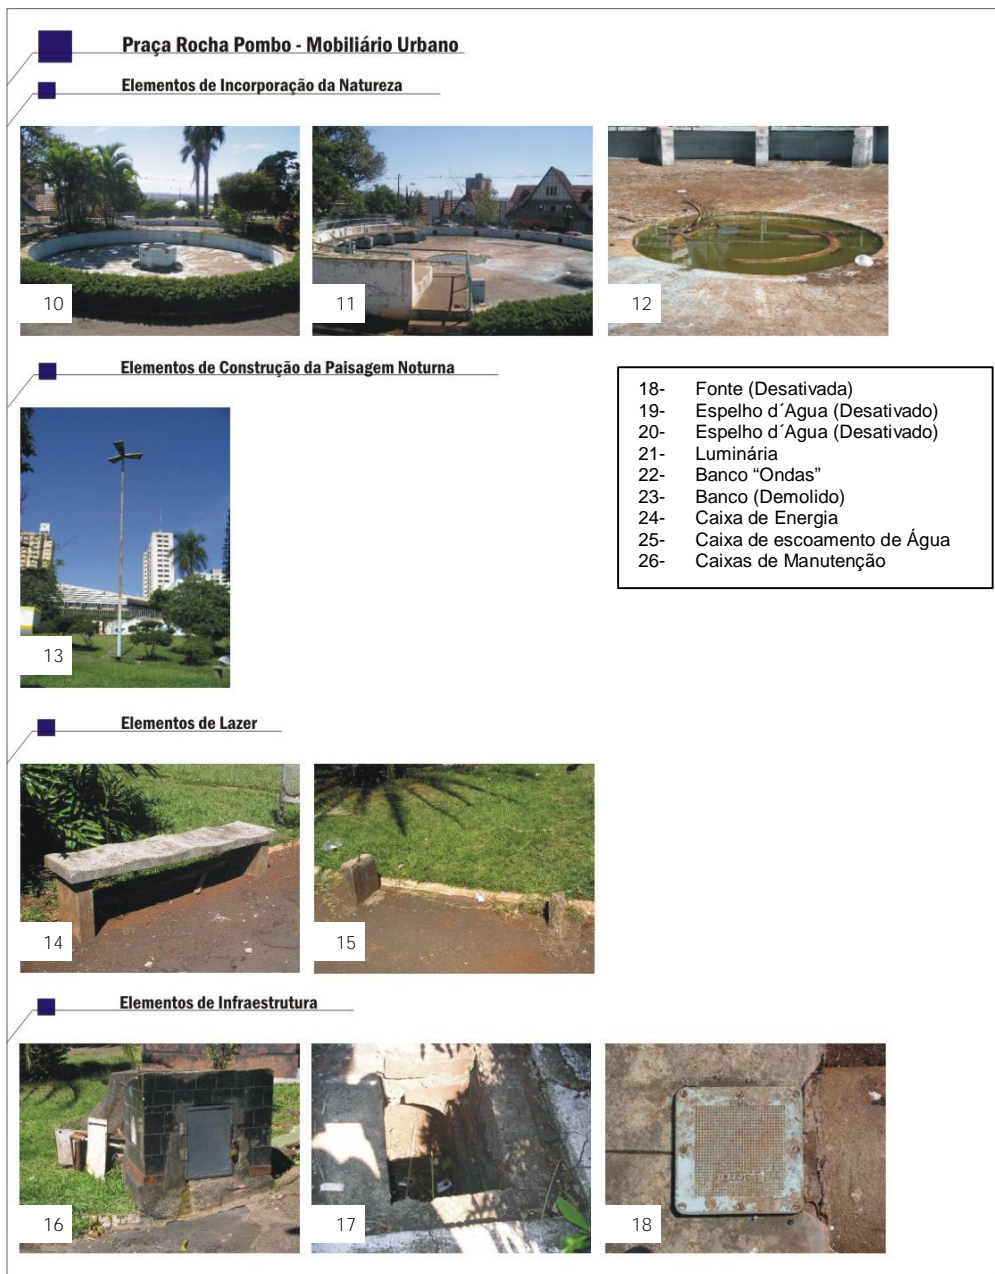 Praça Rocha Pombo - Mobiliário Urbano
Elementos de Incorporação da Natureza
10
11
12
Elementos de Construção da Paisagem Noturna
13
18- Fonte (Desativada)
19- Espelho d´Agua (Desativado)
20- Espelho d´Agua (Desativado)
21- Luminária
22- Banco “Ondas”
23- Banco (Demolido)
24- Caixa de Energia
25- Caixa de escoamento de Água
26- Caixas de Manutenção
Elementos de Lazer
14
15
Elementos de Infraestrutura
16
17
18